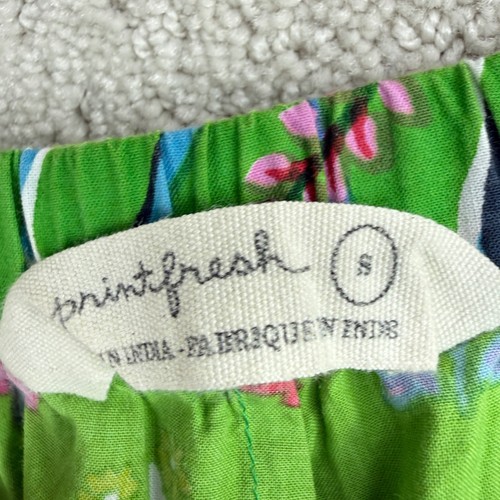 printfresh
S
IN INDIA - FABRIQUE EN INDE